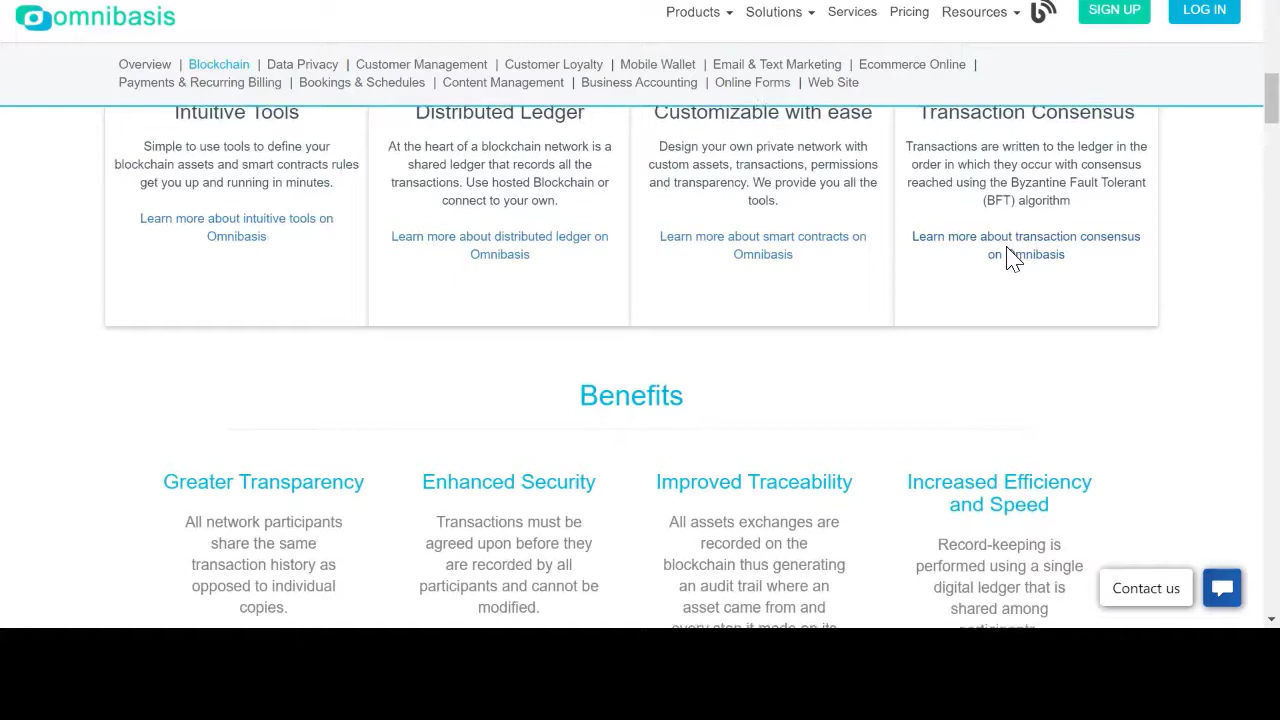 omnibasis
Products Solutions Services Pricing Resources SIGN UP LOG IN
Overview | Blockchain | Data Privacy | Customer Management | Customer Loyalty | Mobile Wallet | Email & Text Marketing | Ecommerce Online |
Payments & Recurring Billing | Bookings & Schedules | Content Management | Business Accounting | Online Forms | Web Site
Intuitive Tools
Simple to use tools to define your
blockchain assets and smart contracts rules
get you up and running in minutes.
Learn more about intuitive tools on
Omnibasis
Distributed Ledger
At the heart of a blockchain network is a
shared ledger that records all the
transactions. Use hosted Blockchain or
connect to your own.
Learn more about distributed ledger on
Omnibasis
Customizable with ease
Design your own private network with
custom assets, transactions, permissions
and transparency. We provide you all the
tools.
Learn more about smart contracts on
Omnibasis
Transaction Consensus
Transactions are written to the ledger in the
order in which they occur with consensus
reached using the Byzantine Fault Tolerant
(BFT) algorithm
Learn more about transaction consensus
on Omnibasis
Benefits
Greater Transparency
All network participants
share the same
transaction history as
opposed to individual
copies.
Enhanced Security
Transactions must be
agreed upon before they
are recorded by all
participants and cannot be
modified.
Improved Traceability
All assets exchanges are
recorded on the
blockchain thus generating
an audit trail where an
asset came from and
every stop it made on its
Increased Efficiency
and Speed
Record-keeping is
performed using a single
digital ledger that is
shared among
participants
Contact us